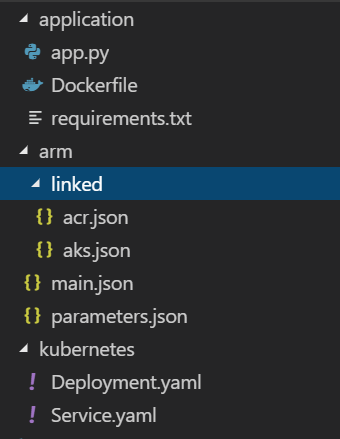 application
app.py
Dockerfile
requirements.txt
arm
linked
acr.json
aks.json
main.json
parameters.json
kubernetes
Deployment.yaml
Service.yaml